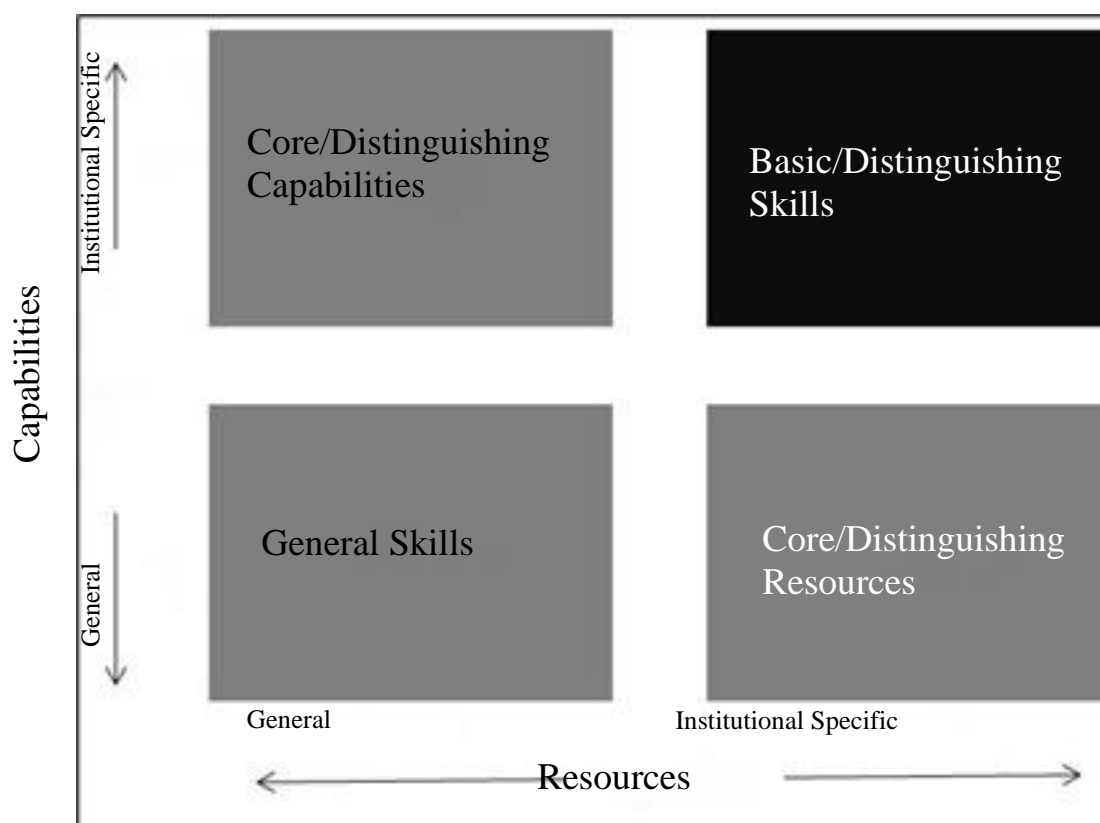 Institutional Specific
Core/Distinguishing
Capabilities
Basic/Distinguishing
Skills
Capabilities
General
General Skills
Core/Distinguishing
Resources
General
Institutional Specific
Resources